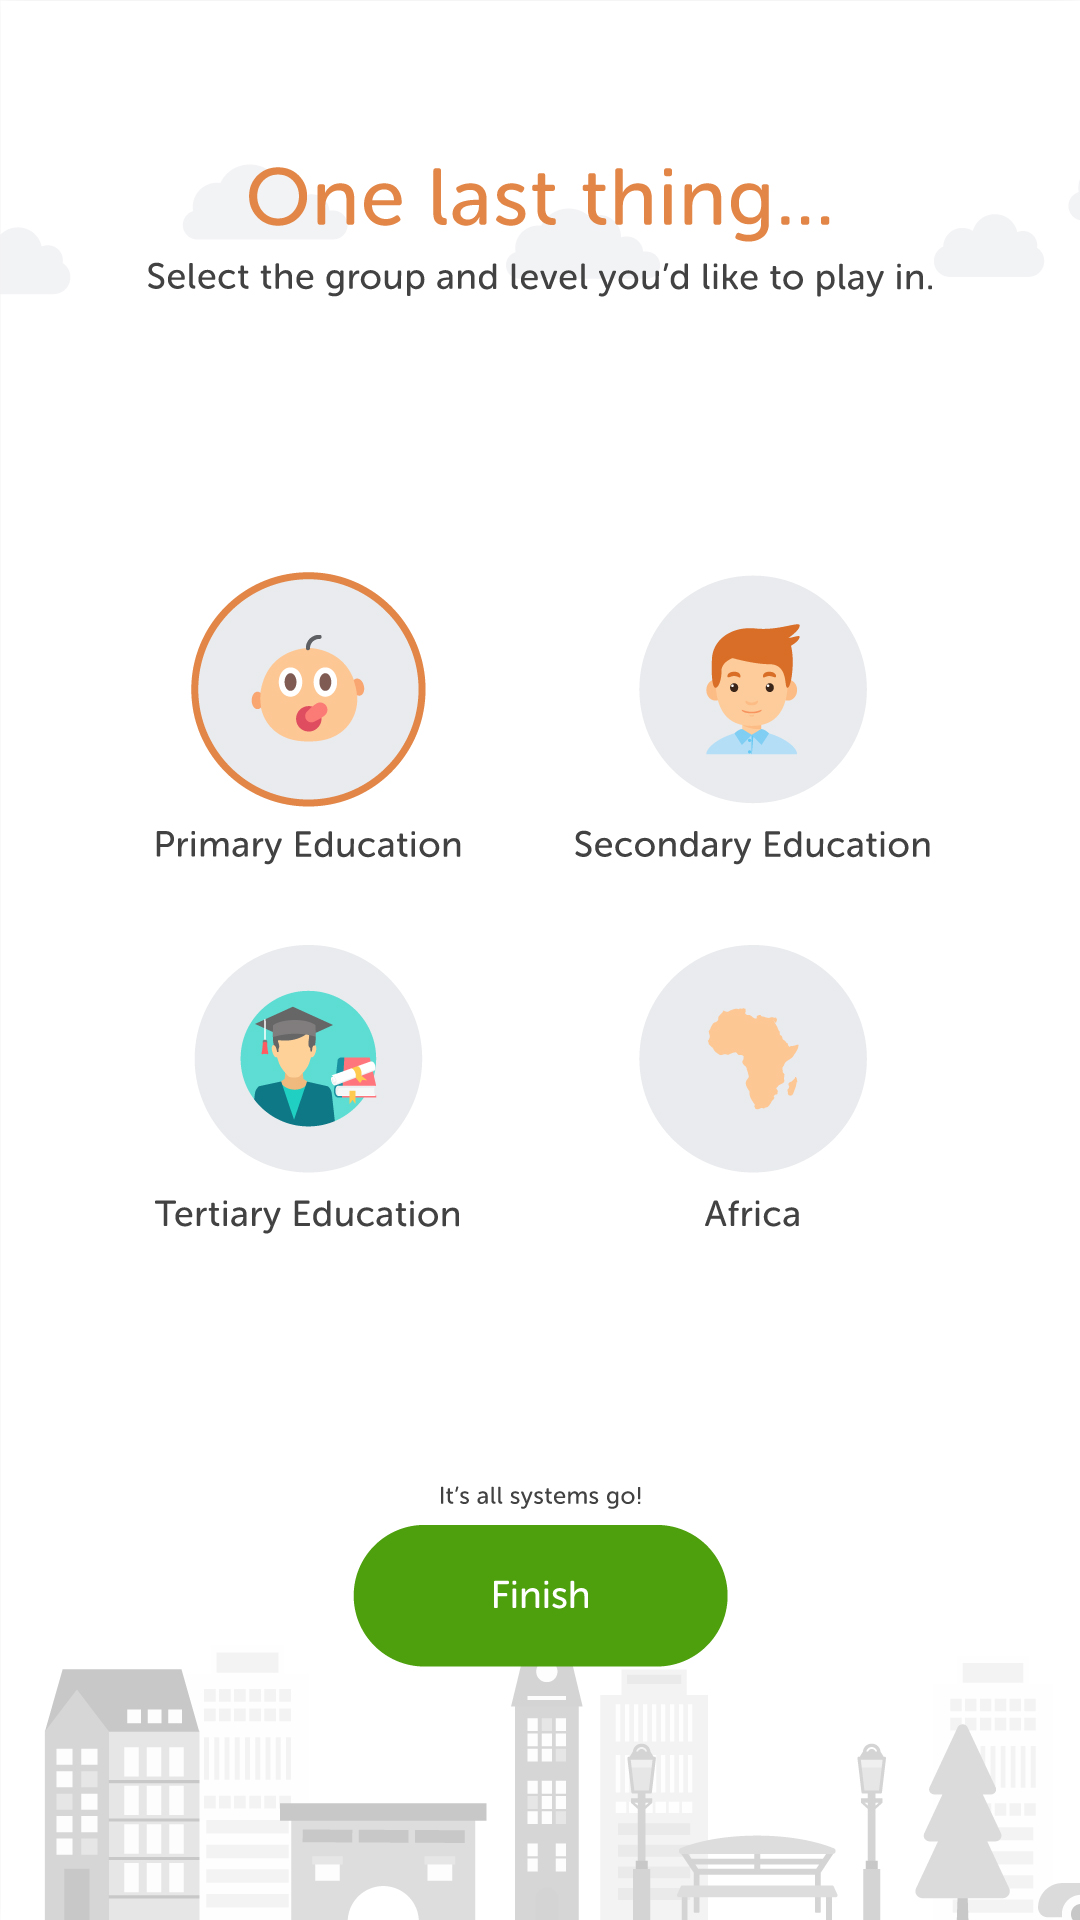 One last thing...
Select the group and level you’d like to play in.
Primary Education
Secondary Education
Tertiary Education
Africa
It’s all systems go!
Finish